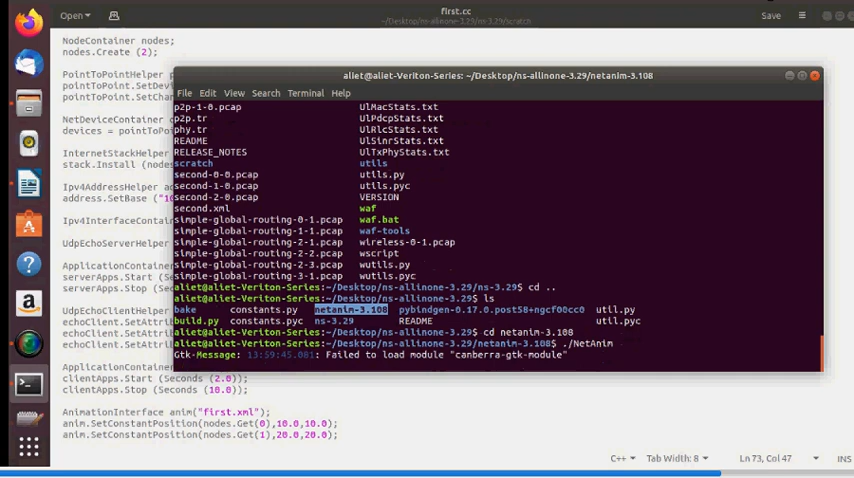 Open
first.cc
~/Desktop/ns-allinone-3.29/ns-3.29/scratch
Save
NodeContainer nodes;
nodes.Create (2);
PointToPointHelper p
pointToPoint.SetDevi
pointToPoint.SetChan
NetDeviceContainer d
devices = pointToPoi
InternetStackHelper
stack.Install (nodes
Ipv4AddressHelper ad
address.SetBase ("10
Ipv4InterfaceContai
UdpEchoServerHelper
ApplicationContainer
serverApps.Start (Se
serverApps.Stop (Sec
UdpEchoClientHelper
echoClient.SetAttrib
echoClient.SetAttrib
echoClient.SetAttrib
ApplicationContainer
clientApps.Start (Seconds (2.0));
clientApps.Stop (Seconds (10.0));
AnimationInterface anim("first.xml");
anim.SetConstantPosition(nodes.Get(0),10.0,10.0);
anim.SetConstantPosition(nodes.Get(1),20.0,20.0);
aliet@aliet-Veriton-Series: ~/Desktop/ns-allinone-3.29/netanim-3.108
File Edit View Search Terminal Help
p2p-1-0.pcap UlMacStats.txt
p2p.tr UlPdcpStats.txt
phy.tr UlRlcStats.txt
README UlSinrStats.txt
RELEASE_NOTES UlTxPhyStats.txt
scratch utils
second-0-0.pcap utils.py
second-1-0.pcap utils.pyc
second-2-0.pcap VERSION
second.xml waf
simple-global-routing-0-1.pcap waf.bat
simple-global-routing-1-1.pcap waf-tools
simple-global-routing-2-1.pcap wireless-0-1.pcap
simple-global-routing-2-2.pcap wscript
simple-global-routing-2-3.pcap wutils.py
simple-global-routing-3-1.pcap wutils.pyc
aliet@aliet-Veriton-Series:~/Desktop/ns-allinone-3.29/ns-3.29$ cd ..
aliet@aliet-Veriton-Series:~/Desktop/ns-allinone-3.29$ ls
bake constants.py netanim-3.108 pybindgen-0.17.0.post58+ngcf00cc0 util.py
build.py constants.pyc ns-3.29 README util.pyc
aliet@aliet-Veriton-Series:~/Desktop/ns-allinone-3.29$ cd netanim-3.108
aliet@aliet-Veriton-Series:~/Desktop/ns-allinone-3.29/netanim-3.108$ ./NetAnim
Gtk-Message: 13:59:45.081: Failed to load module "canberra-gtk-module"
C++ Tab Width: 8 Ln 73, Col 47 INS